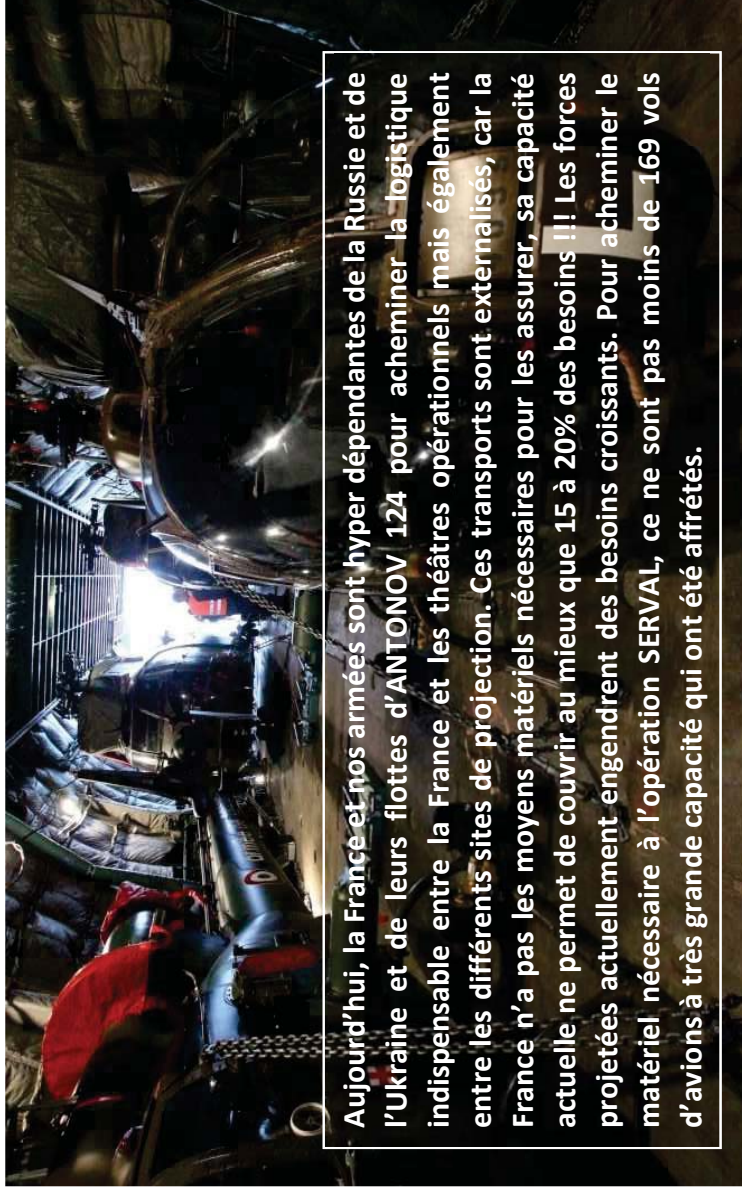 Aujourd’hui, la France et nos armées sont hyper dépendantes de la Russie et de
l’Ukraine et de leurs flottes d’ANTONOV 124 pour acheminer la logistique
indispensable entre la France et les théâtres opérationnels mais également
entre les différents sites de projection. Ces transports sont externalisés, car la
France n’a pas les moyens matériels nécessaires pour les assurer, sa capacité
actuelle ne permet de couvrir au mieux que 15 à 20% des besoins !!! Les forces
projetées actuellement engendrent des besoins croissants. Pour acheminer le
matériel nécessaire à l’opération SERVAL, ce ne sont pas moins de 169 vols
d’avions à très grande capacité qui ont été affrétés.